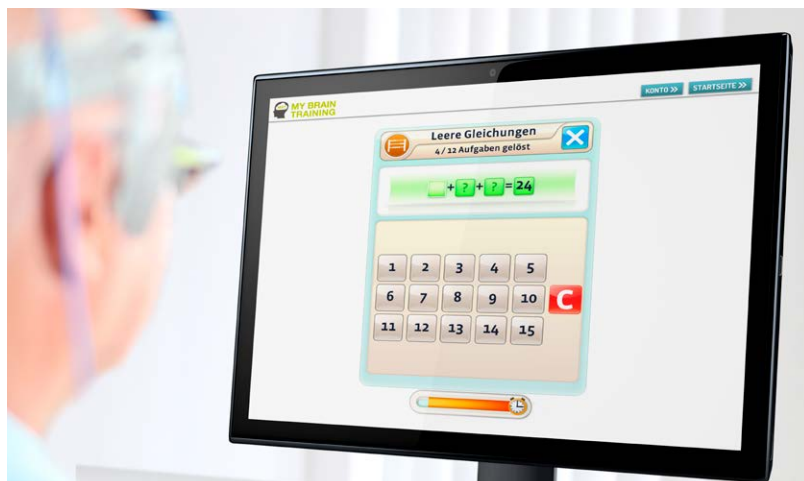 MY BRAIN
TRAINING
KONTO >>
STARTSEITE >>
Leere Gleichungen
4 / 12 Aufgaben gelöst
+ ? + ? = 24
1 2 3 4 5
6 7 8 9 10 C
11 12 13 14 15